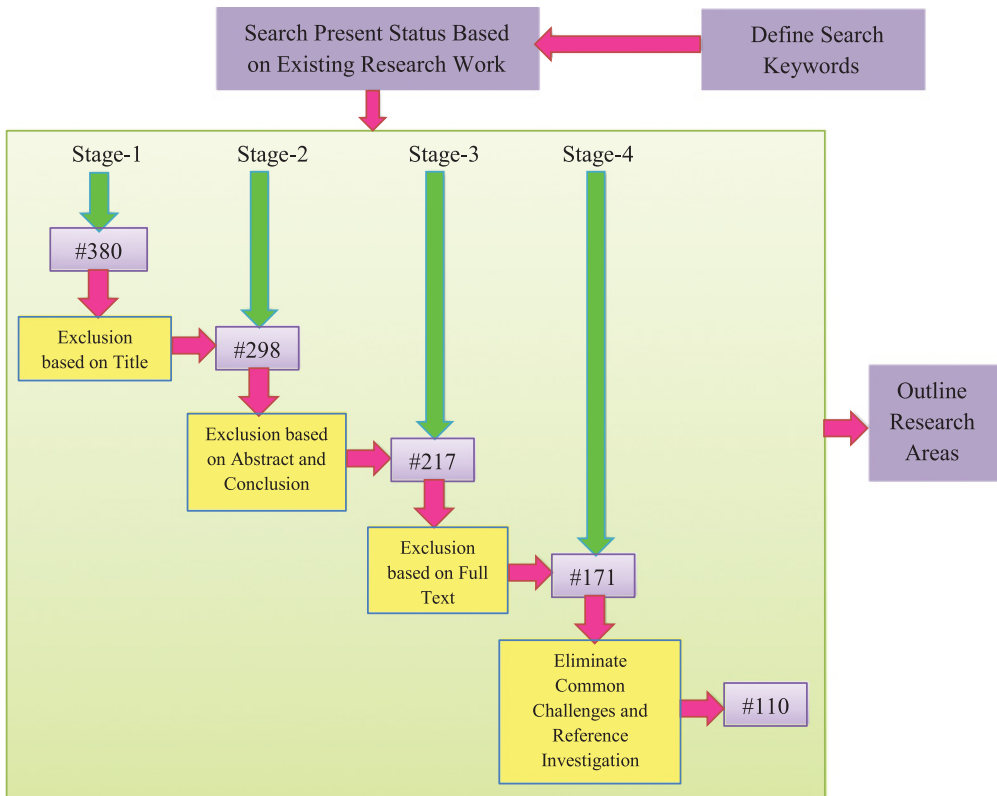 Search Present Status Based
on Existing Research Work
Define Search
Keywords
Stage-1
Stage-2
Stage-3
Stage-4
#380
Exclusion
based on Title
#298
Exclusion based
on Abstract and
Conclusion
#217
Exclusion
based on Full
Text
#171
Eliminate
Common
Challenges and
Reference
Investigation
#110
Outline
Research
Areas